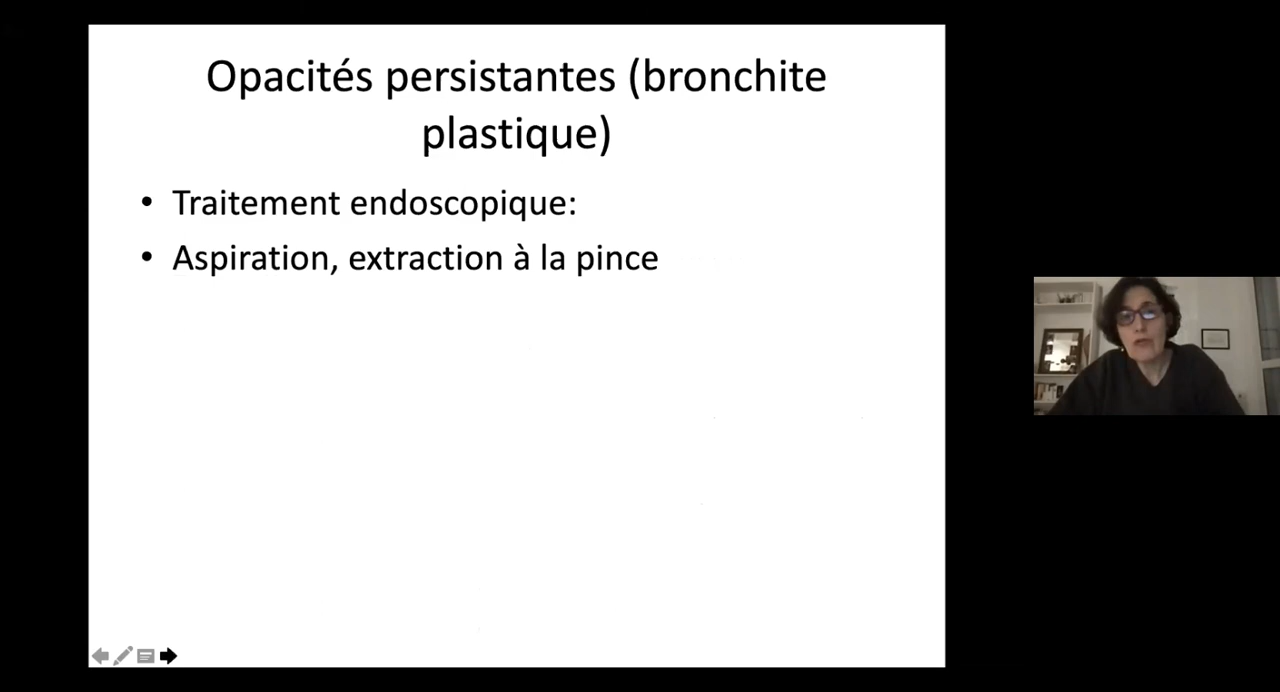 Opacités persistantes (bronchite
plastique)
• Traitement endoscopique:
• Aspiration, extraction à la pince